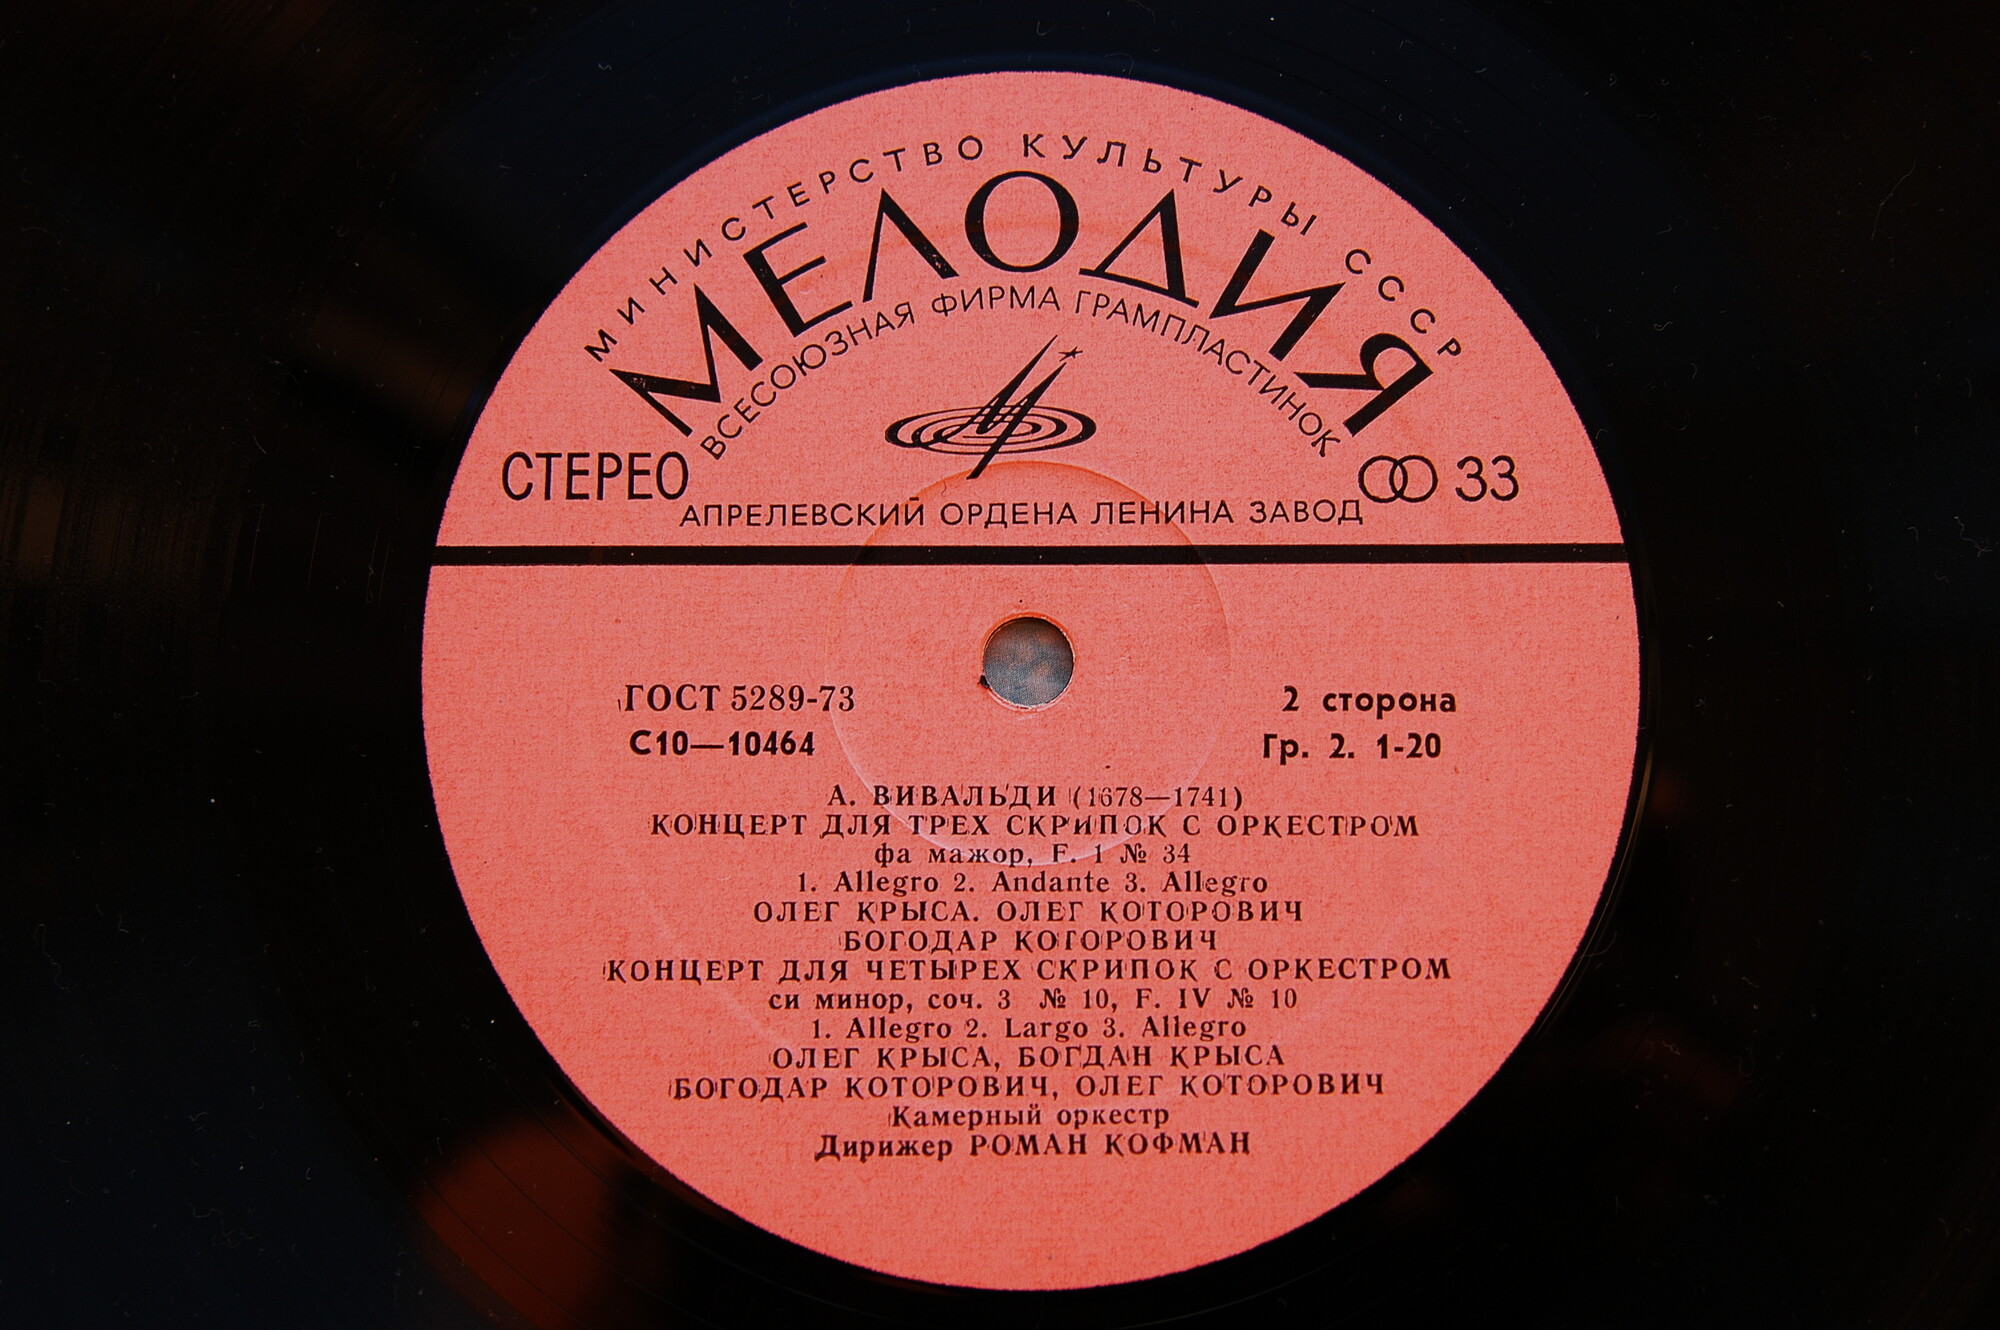 МИНИСТЕРСТВО КУЛЬТУРЫ СССР
МЕЛОДИЯ
ВСЕСОЮЗНАЯ ФИРМА ГРАМПЛАСТИНОК
СТЕРЕО
33
АПРЕЛЕВСКИЙ ОРДЕНА ЛЕНИНА ЗАВОД
ГОСТ 5289-73
2 сторона
С10—10464
Гр. 2. 1-20
А. ВИВАЛЬДИ (1678—1741)
КОНЦЕРТ ДЛЯ ТРЕХ СКРИПОК С ОРКЕСТРОМ
фа мажор, F. 1 № 34
1. Allegro 2. Andante 3. Allegro
ОЛЕГ КРЫСА. ОЛЕГ КОТОРОВИЧ
БОГОДАР КОТОРОВИЧ
КОНЦЕРТ ДЛЯ ЧЕТЫРЕХ СКРИПОК С ОРКЕСТРОМ
си минор, соч. 3 № 10, F. IV № 10
1. Allegro 2. Largo 3. Allegro
ОЛЕГ КРЫСА, БОГДАН КРЫСА
БОГОДАР КОТОРОВИЧ, ОЛЕГ КОТОРОВИЧ
Камерный оркестр
Дирижер РОМАН КОФМАН